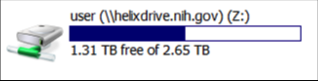 user (\\helixdrive.nih.gov) (Z:)
1.31 TB free of 2.65 TB